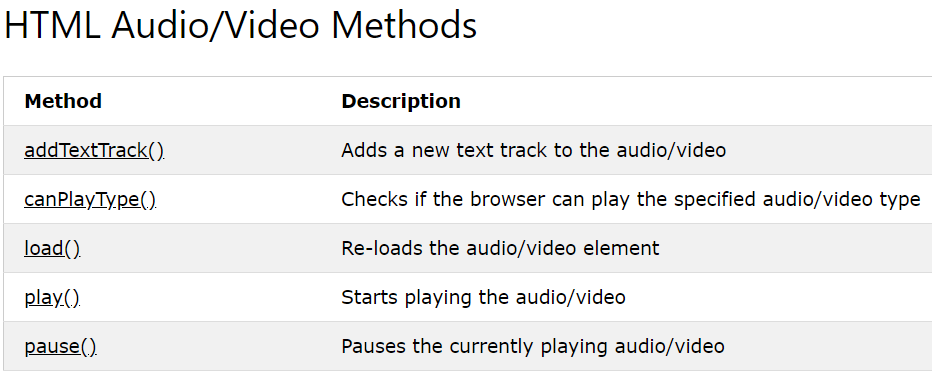 HTML Audio/Video Methods
Method Description
addTextTrack() Adds a new text track to the audio/video
canPlayType() Checks if the browser can play the specified audio/video type
load() Re-loads the audio/video element
play() Starts playing the audio/video
pause() Pauses the currently playing audio/video